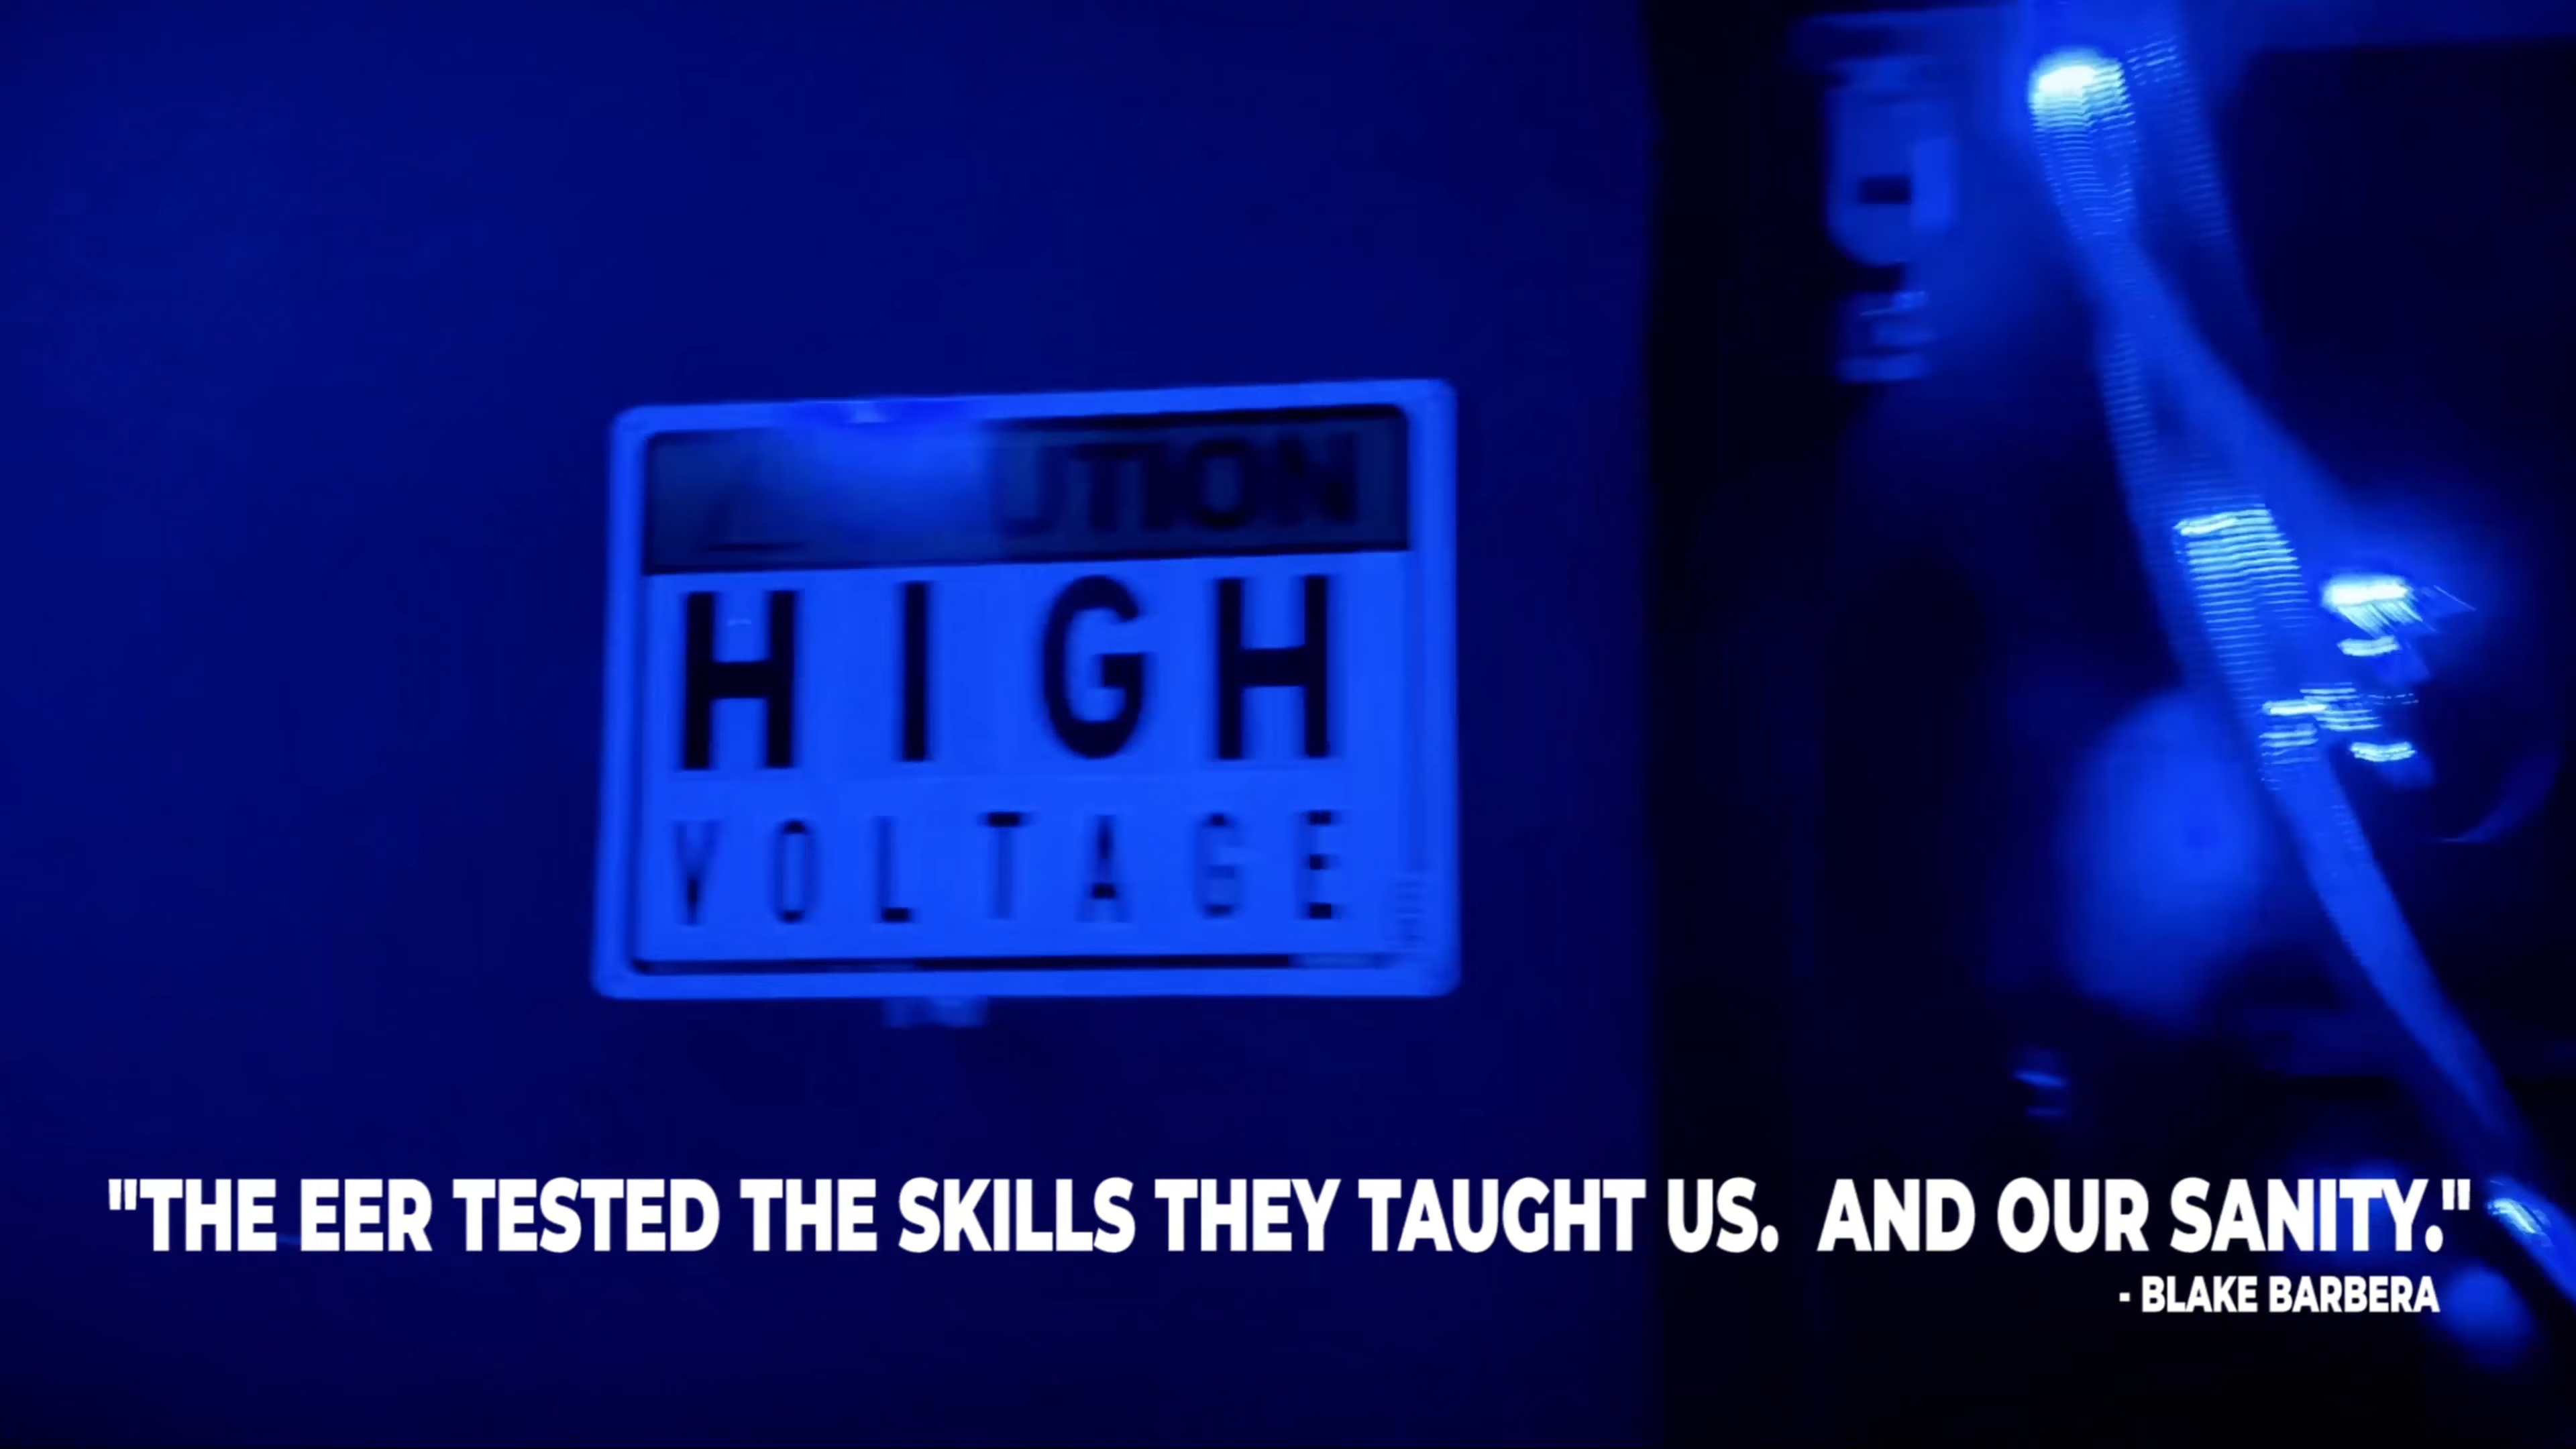 HIGH
VOLTAGE
"THE EER TESTED THE SKILLS THEY TAUGHT US.  AND OUR SANITY."
- BLAKE BARBERA